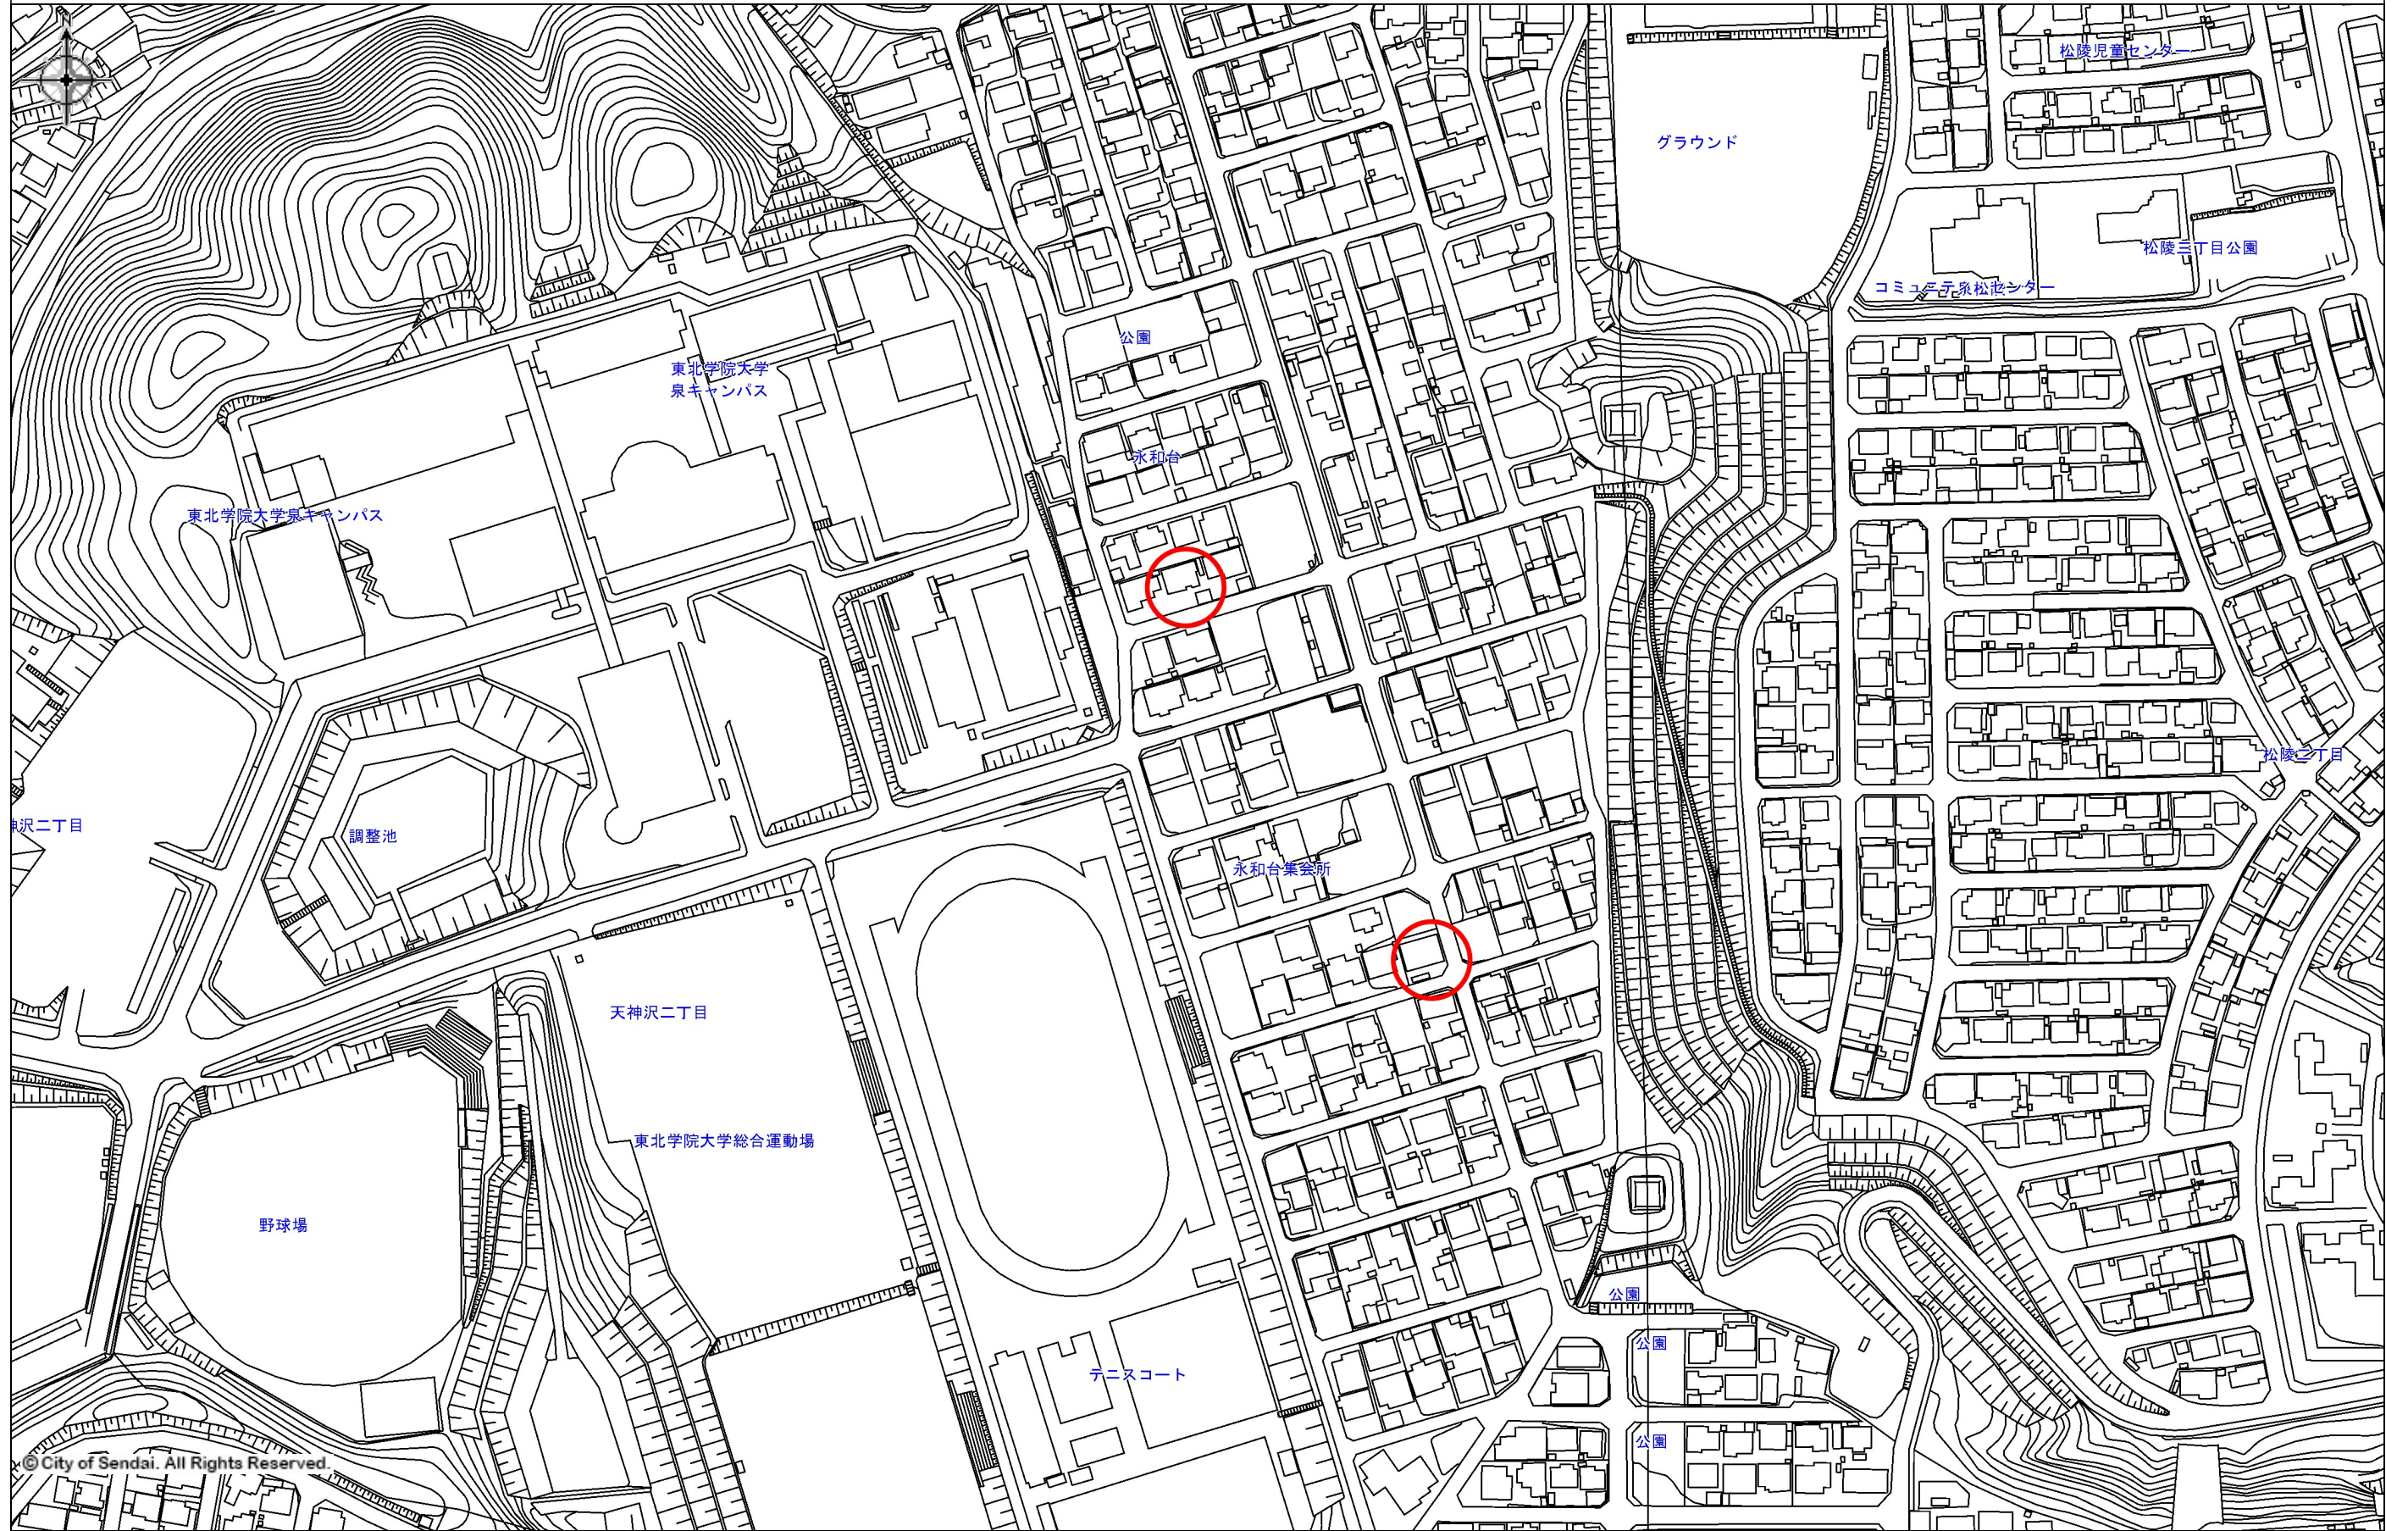 松陵児童センター
グラウンド
松陵三丁目公園
コミュニテ泉松陵センター
公園
東北学院大学
泉キャンパス
永和台
東北学院大学泉キャンパス
松陵二丁目
沢二丁目
調整池
永和台集会所
天神沢二丁目
東北学院大学総合運動場
野球場
公園
公園
テニスコート
公園
© City of Sendai. All Rights Reserved.